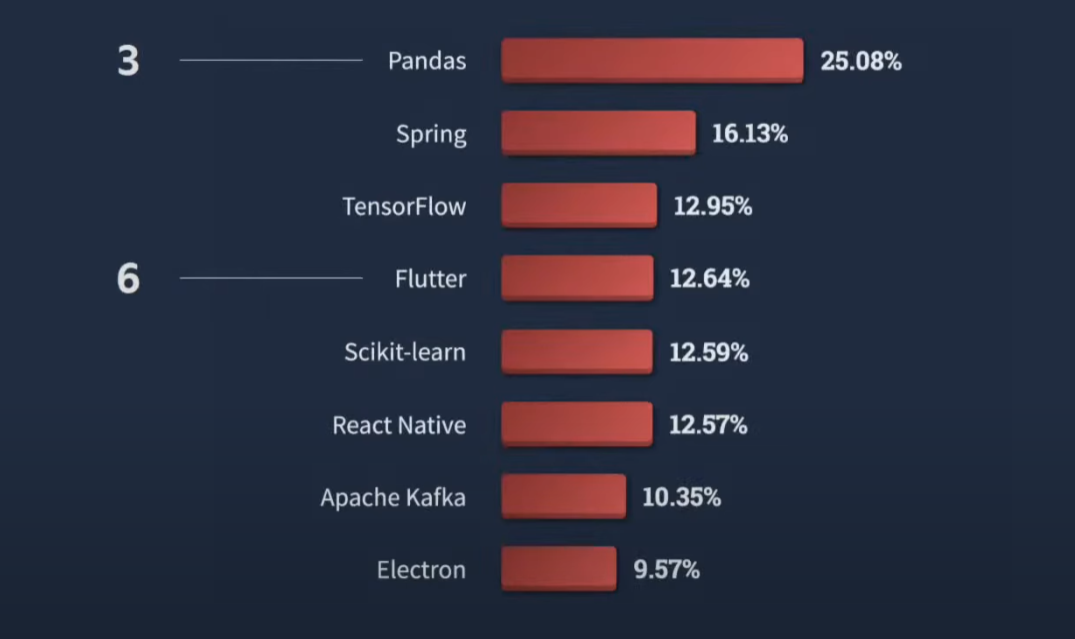 3 Pandas 25.08%
Spring 16.13%
TensorFlow 12.95%
6 Flutter 12.64%
Scikit-learn 12.59%
React Native 12.57%
Apache Kafka 10.35%
Electron 9.57%